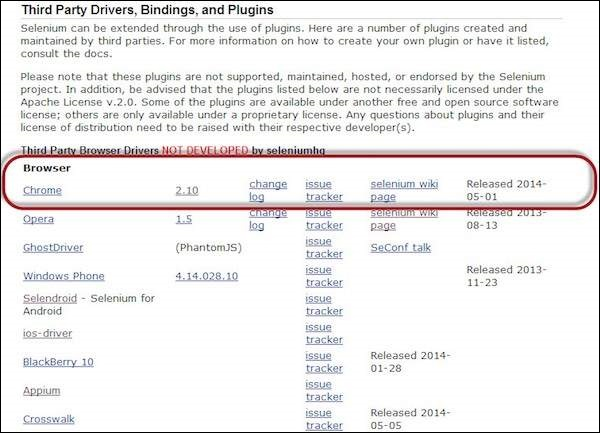 Third Party Drivers, Bindings, and Plugins
Selenium can be extended through the use of plugins. Here are a number of plugins created and
maintained by third parties. For more information on how to create your own plugin or have it listed,
consult the docs.
Please note that these plugins are not supported, maintained, hosted, or endorsed by the Selenium
project. In addition, be advised that the plugins listed below are not necessarily licensed under the
Apache License v.2.0. Some of the plugins are available under another free and open source software
license; others are only available under a proprietary license. Any questions about plugins and their
license of distribution need to be raised with their respective developer(s).
Third Party Browser Drivers NOT DEVELOPED by seleniumhq
Browser
Chrome 2.10 change log issue tracker selenium wiki page Released 2014-05-01
Opera 1.5 change log issue tracker selenium wiki page Released 2013-08-13
GhostDriver (PhantomJS) issue tracker SeConf talk
Windows Phone 4.14.028.10 issue tracker Released 2013-11-23
Selendroid - Selenium for Android issue tracker
ios-driver issue tracker
BlackBerry 10 issue tracker Released 2014-01-28
Appium issue tracker
Crosswalk issue tracker Released 2014-05-05